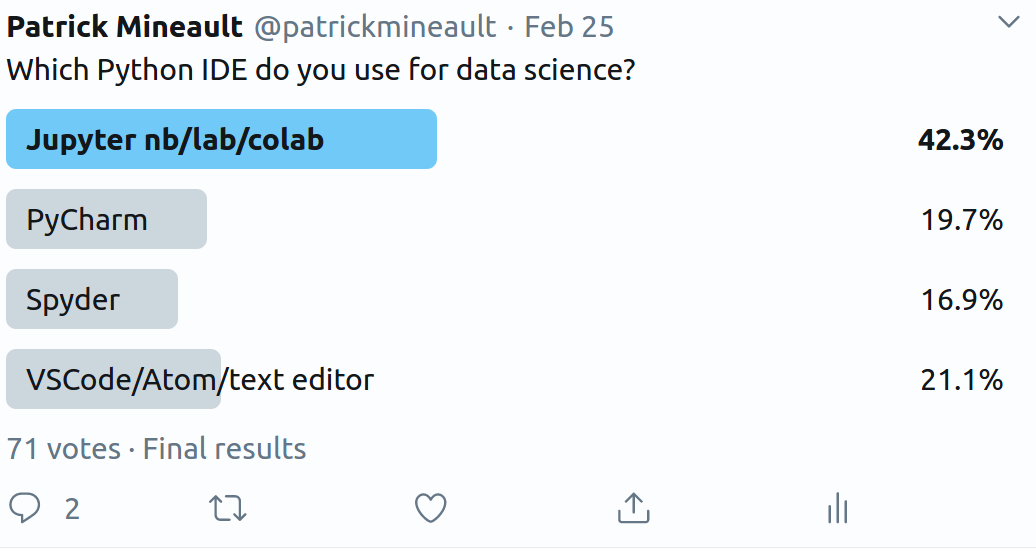 Patrick Mineault @patrickmineault · Feb 25
Which Python IDE do you use for data science?
Jupyter nb/lab/colab 42.3%
PyCharm 19.7%
Spyder 16.9%
VSCode/Atom/text editor 21.1%
71 votes · Final results
2